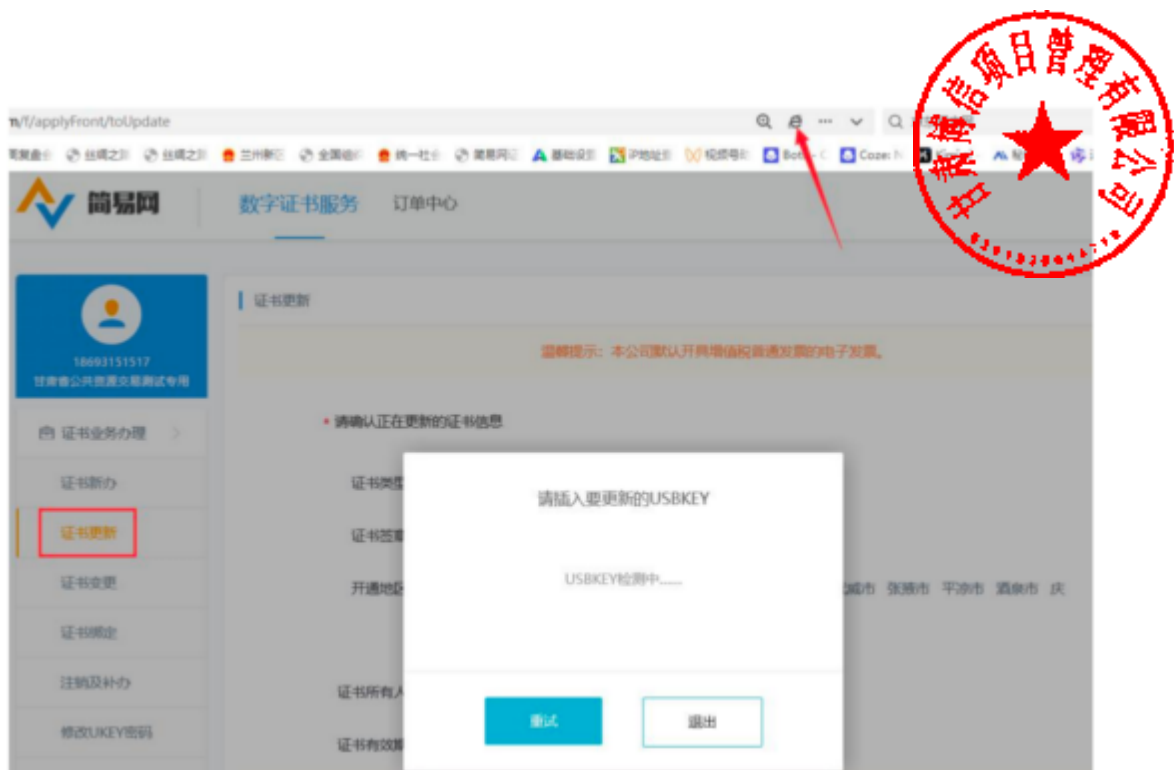 n/f/applyFront/toUpdate
丝绸之 丝绸之 兰州新区 全国 统一社 简易网 基础设 IP地址 视频号 Bot Coze:
甘肃海信项目管理有限公司
简易网
数字证书服务 订单中心
18693151517
甘肃省公共资源交易测试专用
证书业务办理
证书新办
证书更新
证书变更
证书绑定
注销及补办
修改UKEY密码
证书更新
温馨提示:本公司默认开具增值税普通发票的电子发票。
* 请确认正在更新的证书信息
证书类型
证书签章
开通地区
威市 张掖市 平凉市 酒泉市 庆
证书所有人
证书有效期
请插入要更新的USBKEY
USBKEY检测中......
重试 退出